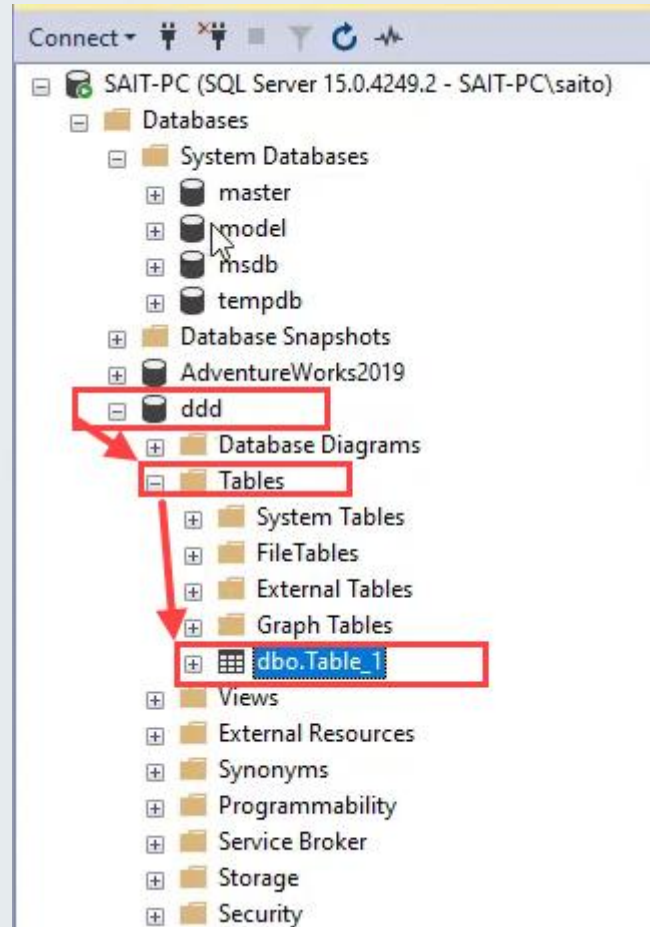 Connect
SAIT-PC (SQL Server 15.0.4249.2 - SAIT-PC\saito)
Databases
System Databases
master
model
msdb
tempdb
Database Snapshots
AdventureWorks2019
ddd
Database Diagrams
Tables
System Tables
FileTables
External Tables
Graph Tables
dbo.Table_1
Views
External Resources
Synonyms
Programmability
Service Broker
Storage
Security